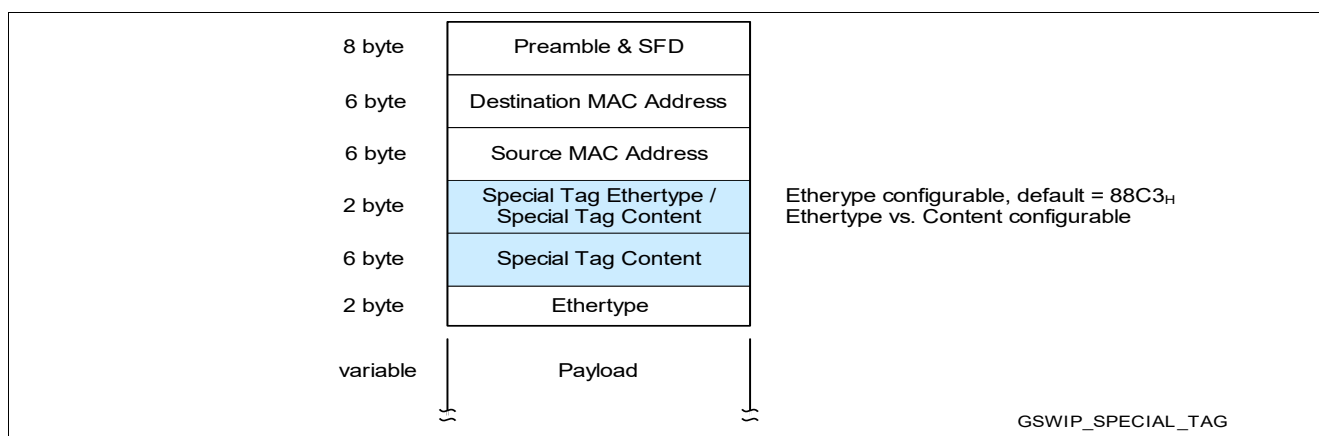 8 byte Preamble & SFD
6 byte Destination MAC Address
6 byte Source MAC Address
2 byte Special Tag Ethertype /
Special Tag Content
Etherype configurable, default = 88C3H
Ethertype vs. Content configurable
6 byte Special Tag Content
2 byte Ethertype
variable Payload
GSWIP_SPECIAL_TAG